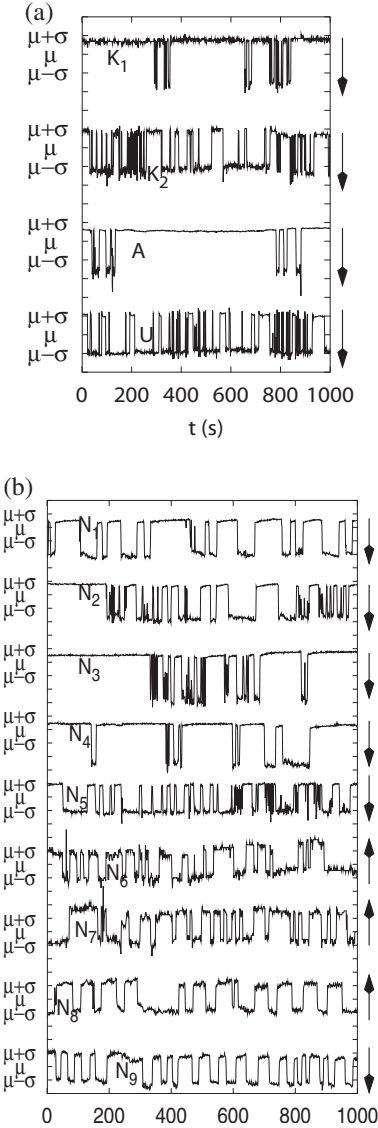 (a)
μ+σ
μ
μ−σ
K1
μ+σ
μ
μ−σ
K2
μ+σ
μ
μ−σ
A
μ+σ
μ
μ−σ
U
0 200 400 600 800 1000
t (s)
(b)
μ+σ
μ
μ−σ
N1
μ+σ
μ
μ−σ
N2
μ+σ
μ
μ−σ
N3
μ+σ
μ
μ−σ
N4
μ+σ
μ
μ−σ
N5
μ+σ
μ
μ−σ
N6
μ+σ
μ
μ−σ
N7
μ+σ
μ
μ−σ
N8
μ+σ
μ
μ−σ
N9
0 200 400 600 800 1000